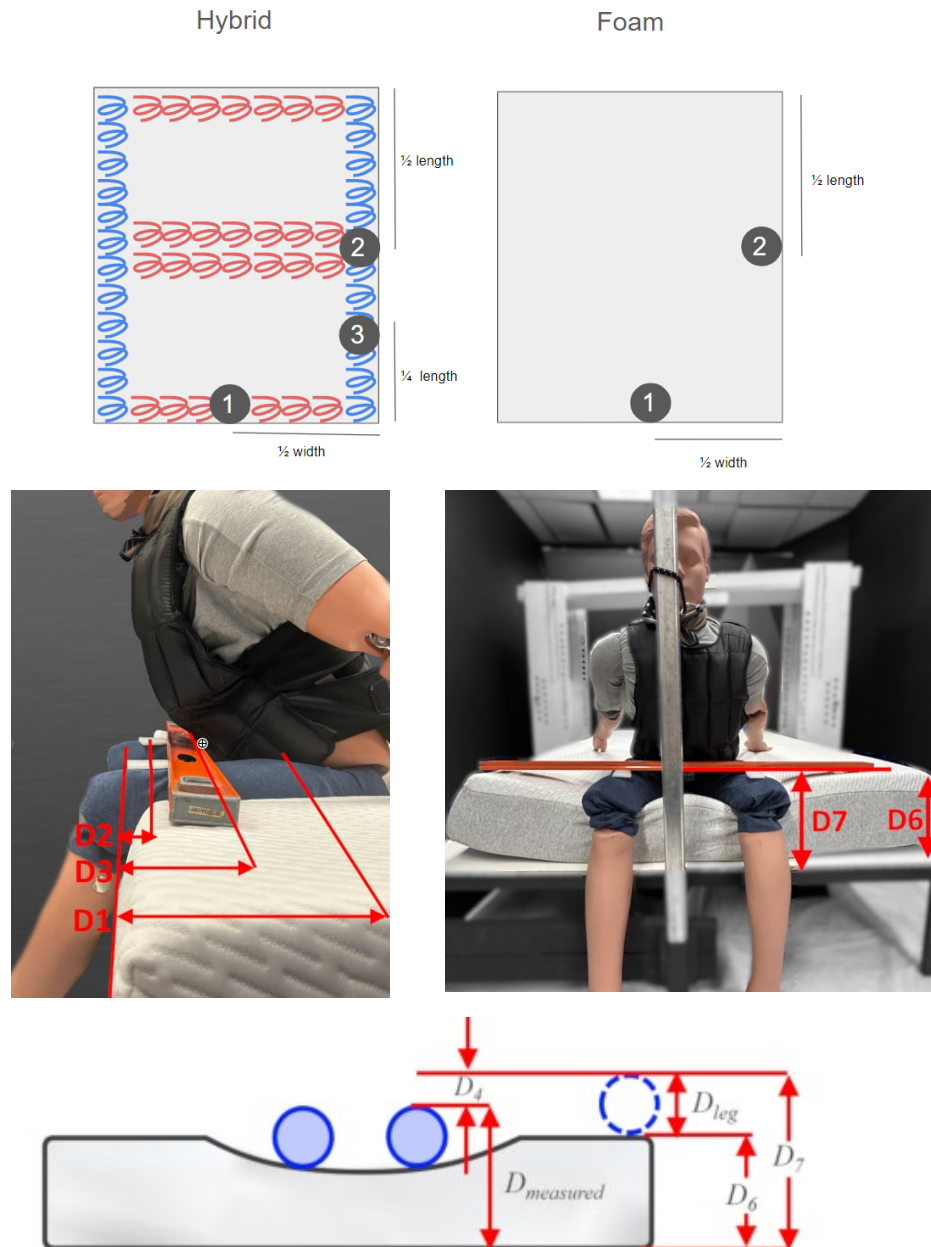 Hybrid
Foam
½ length
½ length
2
2
3
¼ length
1
1
½ width
½ width
D2
D3
D1
D7
D6
D4
Dleg
Dmeasured
D7
D6